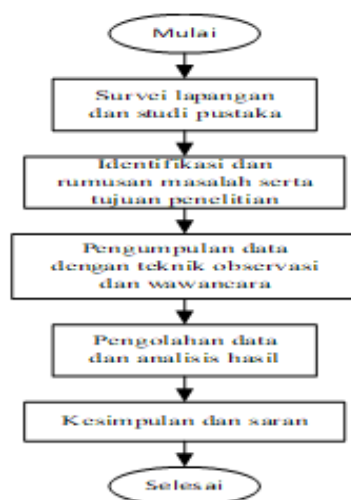 Mulai
Survei lapangan
dan studi pustaka
Identifikasi dan
rumusan masalah serta
tujuan penelitian
Pengumpulan data
dengan teknik observasi
dan wawancara
Pengolahan data
dan analisis hasil
Kesimpulan dan saran
Selesai